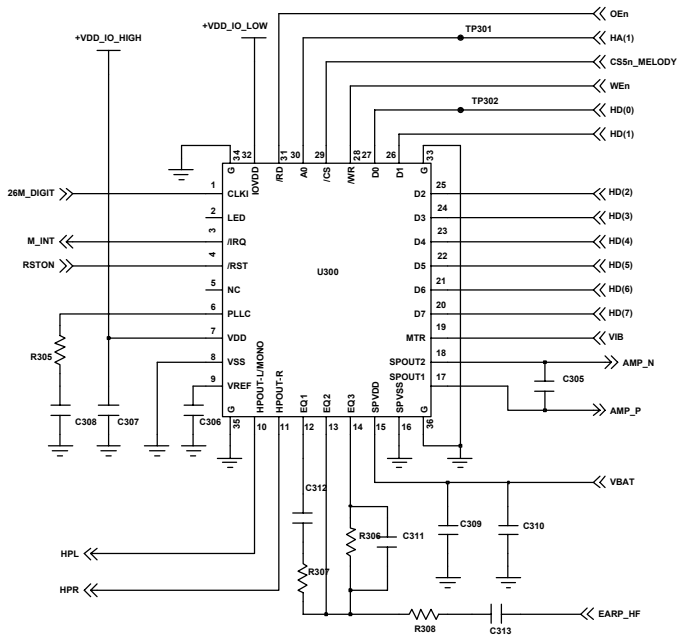 OEn
+VDD_IO_LOW
TP301
HA(1)
+VDD_IO_HIGH
CS5n_MELODY
WEn
TP302
HD(0)
HD(1)
34 32 31 30 29 28 27 26 33
G IOVDD /RD A0 /CS /WR D0 D1 G
26M_DIGIT 1 CLKI D2 25 HD(2)
2 LED D3 24 HD(3)
M_INT 3 /IRQ D4 23 HD(4)
RSTON 4 /RST U300 D5 22 HD(5)
5 NC D6 21 HD(6)
6 PLLC D7 20 HD(7)
7 VDD MTR 19 VIB
R305
8 VSS SPOUT2 18 AMP_N
9 VREF SPOUT1 17 AMP_P
C305
G HPOUT-L/MONO HPOUT-R EQ1 EQ2 EQ3 SPVDD SPVSS G
35 10 11 12 13 14 15 16 36
C308 C307 C306
VBAT
C312
C309 C310
R306 C311
HPL
R307
HPR
R308 C313 EARP_HF